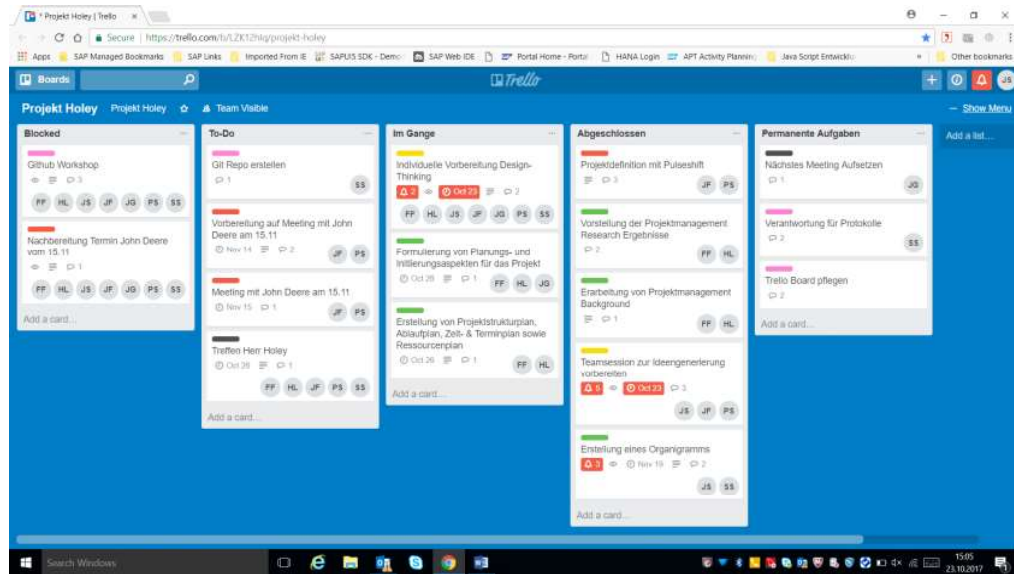 * Projekt Holey | Trello
Secure | https://trello.com/b/LZK12hlq/projekt-holey
Apps SAP Managed Bookmarks SAP Links Imported From IE SAPUI5 SDK - Demo SAP Web IDE Portal Home - Portal HANA Login APT Activity Planning Java Script Entwicklu Other bookmarks
Boards
Trello
JS
Projekt Holey Projekt Holey Team Visible
Show Menu
Blocked
Github Workshop
3
FF HL JS JF JG PS SS
Nachbereitung Termin John Deere
vom 15.11
1
FF HL JS JF JG PS SS
Add a card...
To-Do
Git Repo erstellen
1
SS
Vorbereitung auf Meeting mit John
Deere am 15.11
Nov 14 2
JF PS
Meeting mit John Deere am 15.11
Nov 15 1
JF PS
Treffen Herr Holey
Oct 26 1
FF HL JF PS SS
Add a card...
Im Gange
Individuelle Vorbereitung Design-
Thinking
2 Oct 23 2
FF HL JS JF JG PS SS
Formulierung von Planungs- und
Initiierungsaspekten für das Projekt
Oct 26 1
FF HL JG
Erstellung von Projektstrukturplan,
Ablaufplan, Zeit- & Terminplan sowie
Ressourcenplan
Oct 26 1
FF HL
Add a card...
Abgeschlossen
Projektdefinition mit Pulseshift
3
JF PS
Vorstellung der Projektmanagement
Research Ergebnisse
2
FF HL
Erarbeitung von Projektmanagement
Background
1
FF HL
Teamsession zur Ideengenerierung
vorbereiten
5 Oct 23 3
JS JF PS
Erstellung eines Organigramms
3 Nov 19 2
JS SS
Add a card...
Permanente Aufgaben
Nächstes Meeting Aufsetzen
1
JG
Verantwortung für Protokolle
2
SS
Trello Board pflegen
2
Add a card...
Add a list...
Search Windows
15:05
23.10.2017